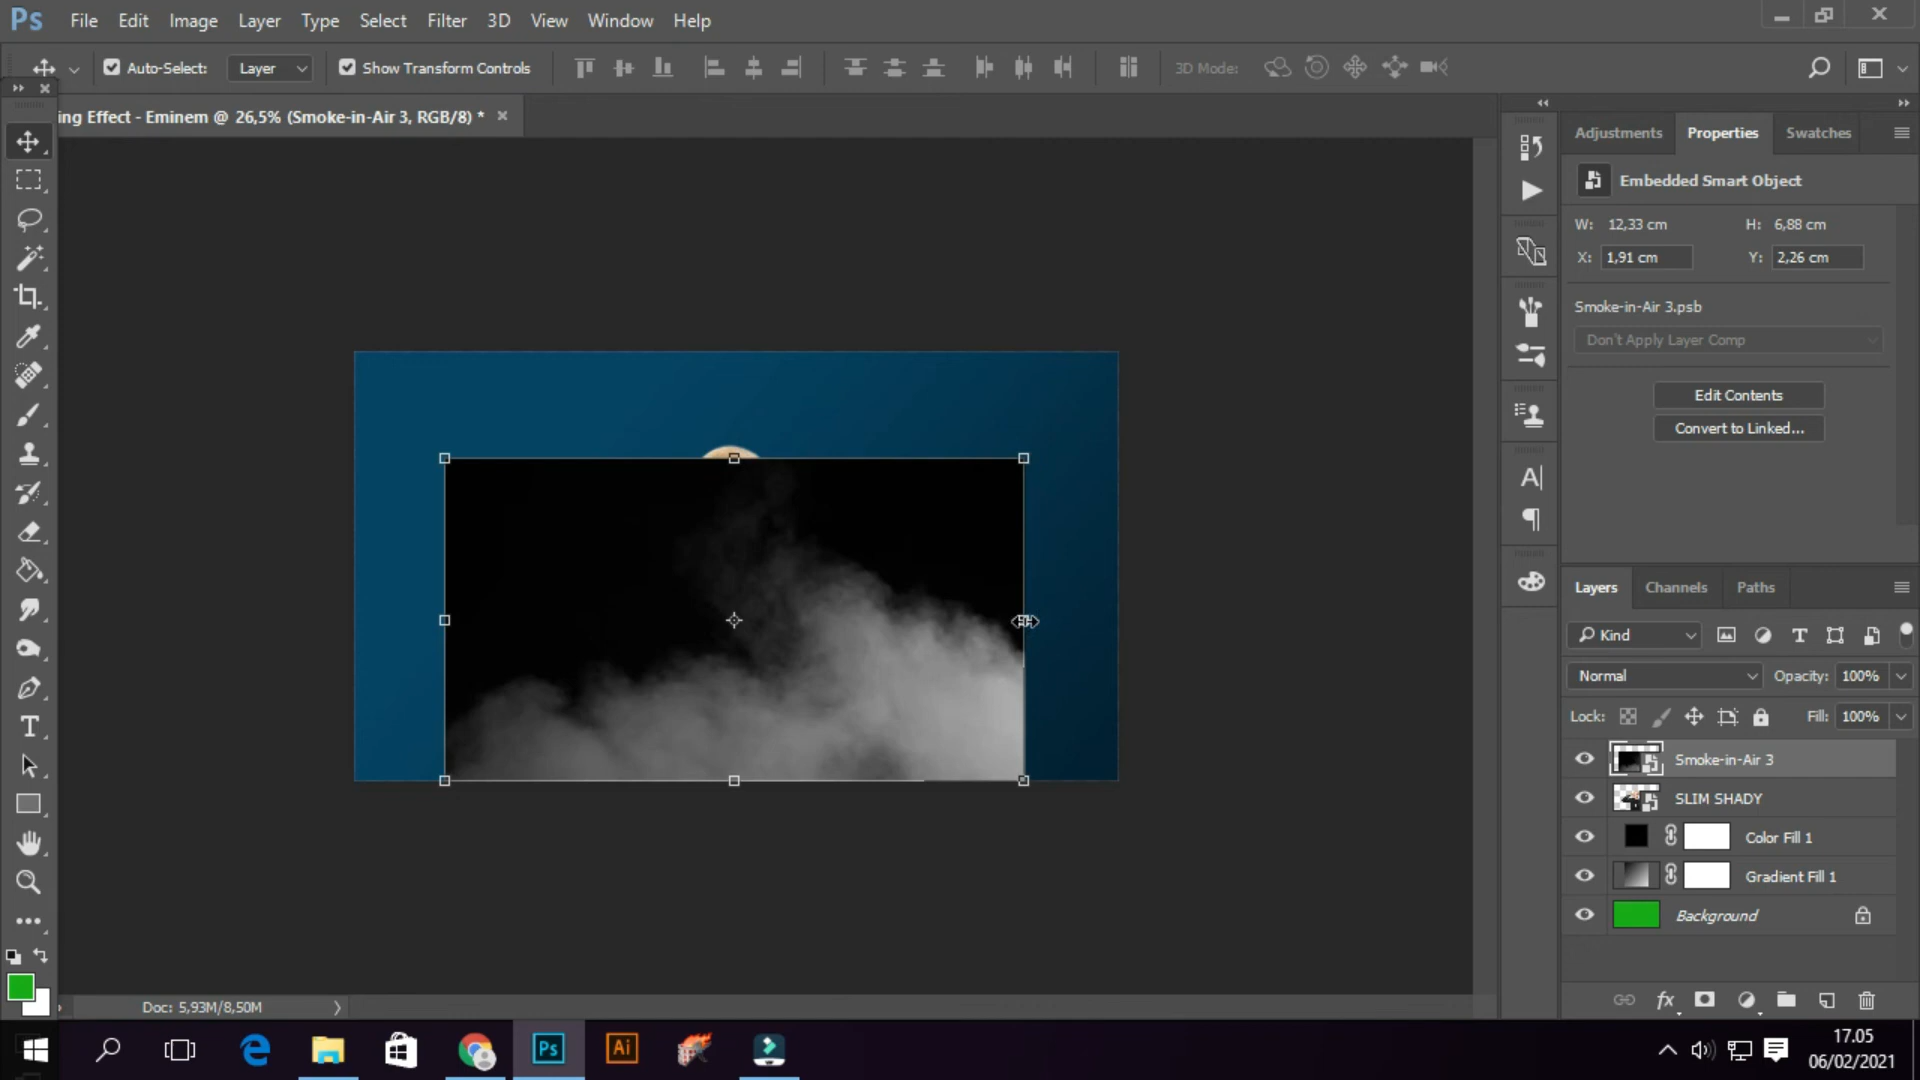 Ps File Edit Image Layer Type Select Filter 3D View Window Help
Auto-Select: Layer Show Transform Controls 3D Mode:
ing Effect - Eminem @ 26,5% (Smoke-in-Air 3, RGB/8) *
Adjustments Properties Swatches
Embedded Smart Object
W: 12,33 cm H: 6,88 cm
X: 1,91 cm Y: 2,26 cm
Smoke-in-Air 3.psb
Don't Apply Layer Comp
Edit Contents
Convert to Linked...
Layers Channels Paths
Kind
Normal Opacity: 100%
Lock: Fill: 100%
Smoke-in-Air 3
SLIM SHADY
Color Fill 1
Gradient Fill 1
Background
Doc: 5,93M/8,50M
fx
Ps Ai
17.05
06/02/2021